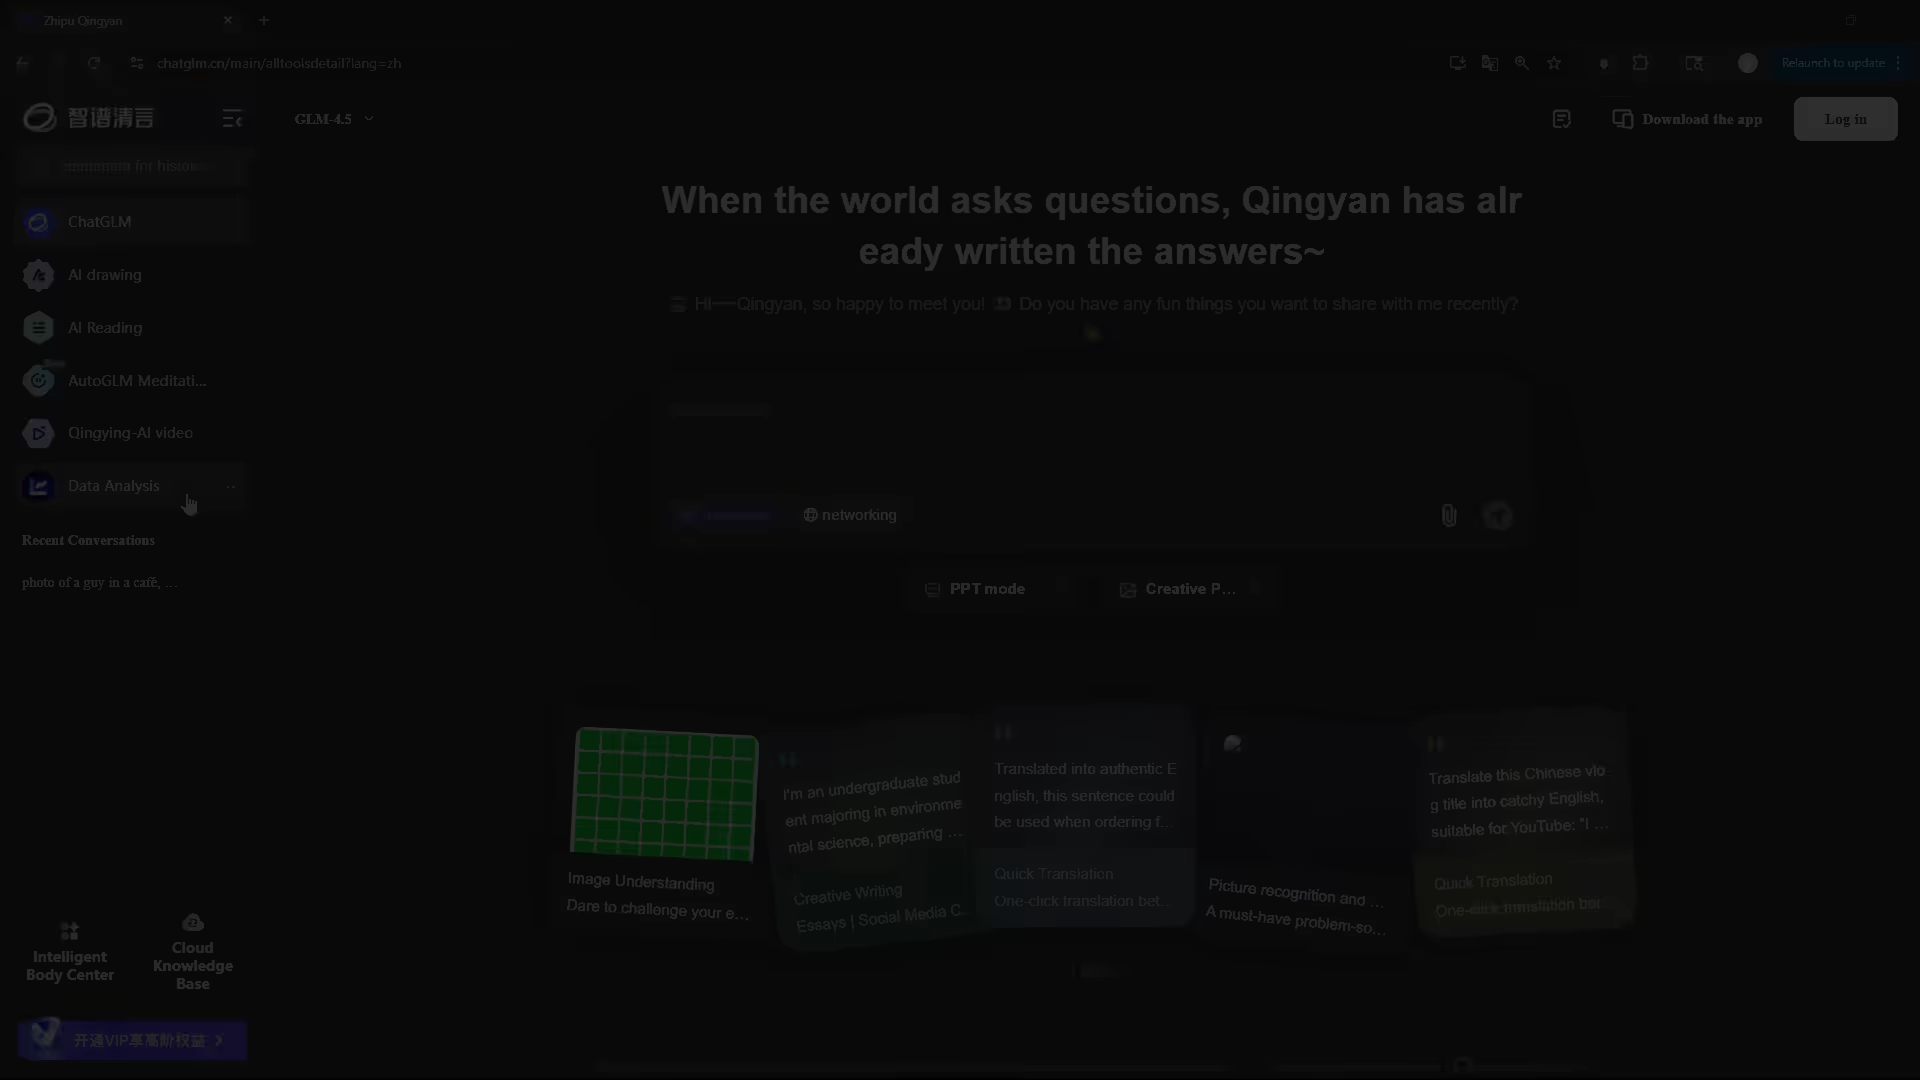 Zhipu Qingyan
chatglm.cn/main/alltoolsdetail?lang=zh
Relaunch to update
智谱清言
GLM-4.5
Download the app
Log in
for
ChatGLM
AI drawing
AI Reading
AutoGLM Meditati...
Qingying-AI video
Data Analysis
Recent Conversations
photo of a guy in a café, ...
Intelligent
Body Center
Cloud
Knowledge
Base
开通VIP享高阶权益
When the world asks questions, Qingyan has alr
eady written the answers~
Qingyan, so happy to meet you! Do you have any fun things you want to share with me recently?
networking
PPT mode
Creative P...
Image Understanding
Dare to challenge your e...
I'm an undergraduate stud
ent majoring in environme
ntal science, preparing ...
Creative Writing
Essays | Social Media C...
Translated into authentic E
nglish, this sentence could
be used when ordering f...
Quick Translation
One-click translation bet...
Picture recognition and ...
A must-have problem-so...
Translate this Chinese vlo
g title into catchy English,
suitable for YouTube: "I ...
Quick Translation
One-click translation bet...